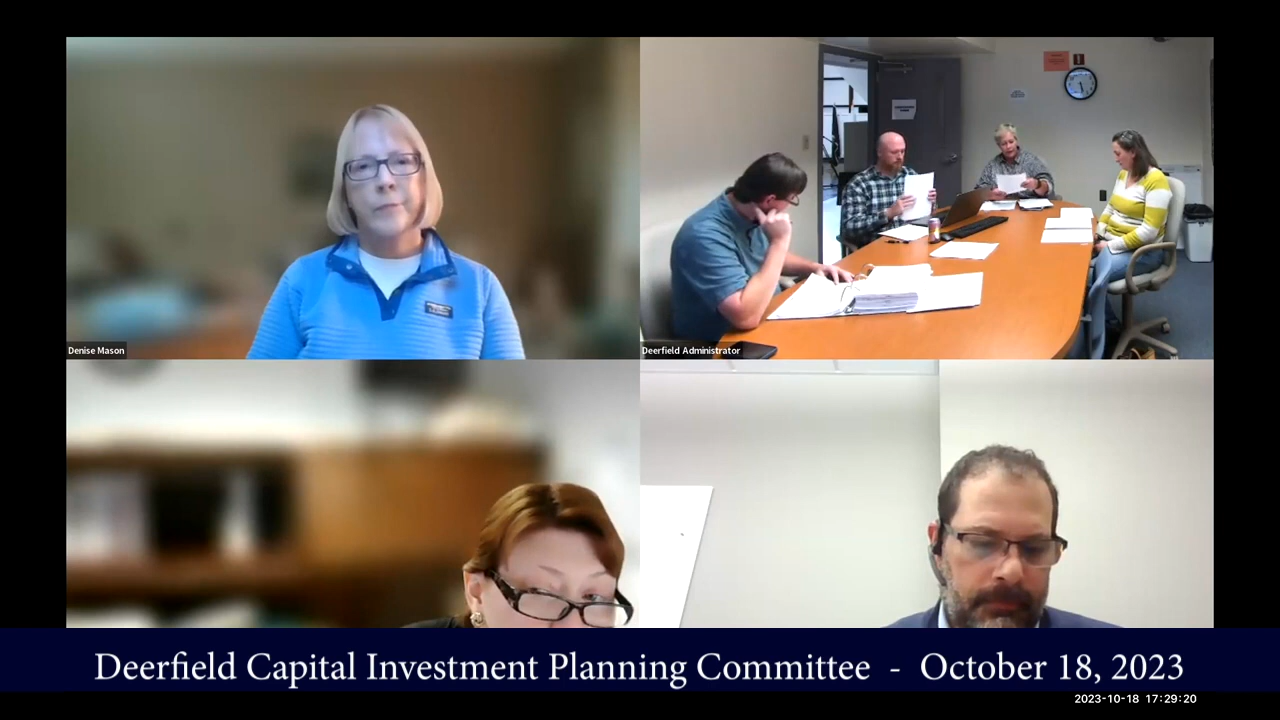 Denise Mason
Deerfield Administrator
Deerfield Capital Investment Planning Committee - October 18, 2023
2023-10-18 17:29:20